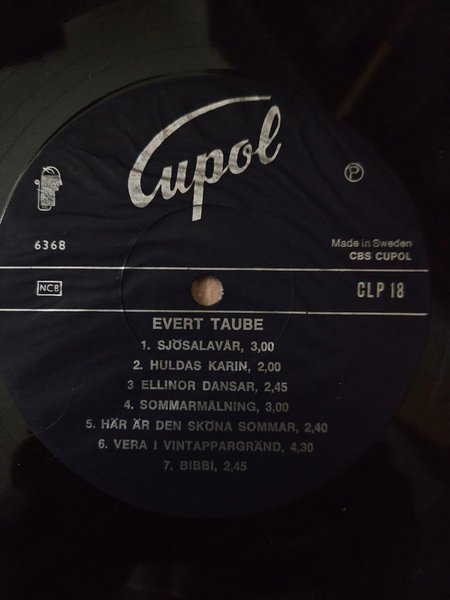 Cupol
P
6368
Made in Sweden
CBS CUPOL
NCB
CLP 18
EVERT TAUBE
1. SJÖSALAVÅR, 3,00
2. HULDAS KARIN, 2,00
3 ELLINOR DANSAR, 2,45
4. SOMMARMÅLNING, 3,00
5. HÄR ÄR DEN SKÖNA SOMMAR, 2,40
6. VERA I VINTAPPARGRÄND, 4,30
7. BIBBI, 2,45